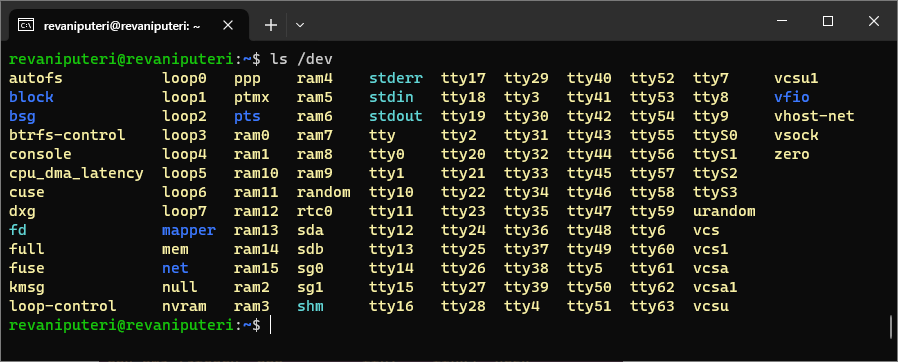 revaniputeri@revaniputeri: ~
revaniputeri@revaniputeri:~$ ls /dev
autofs loop0 ppp ram4 stderr tty17 tty29 tty40 tty52 tty7 vcsu1
block loop1 ptmx ram5 stdin tty18 tty3 tty41 tty53 tty8 vfio
bsg loop2 pts ram6 stdout tty19 tty30 tty42 tty54 tty9 vhost-net
btrfs-control loop3 ram0 ram7 tty tty2 tty31 tty43 tty55 ttyS0 vsock
console loop4 ram1 ram8 tty0 tty20 tty32 tty44 tty56 ttyS1 zero
cpu_dma_latency loop5 ram10 ram9 tty1 tty21 tty33 tty45 tty57 ttyS2
cuse loop6 ram11 random tty10 tty22 tty34 tty46 tty58 ttyS3
dxg loop7 ram12 rtc0 tty11 tty23 tty35 tty47 tty59 urandom
fd mapper ram13 sda tty12 tty24 tty36 tty48 tty6 vcs
full mem ram14 sdb tty13 tty25 tty37 tty49 tty60 vcs1
fuse net ram15 sg0 tty14 tty26 tty38 tty5 tty61 vcsa
kmsg null ram2 sg1 tty15 tty27 tty39 tty50 tty62 vcsa1
loop-control nvram ram3 shm tty16 tty28 tty4 tty51 tty63 vcsu
revaniputeri@revaniputeri:~$